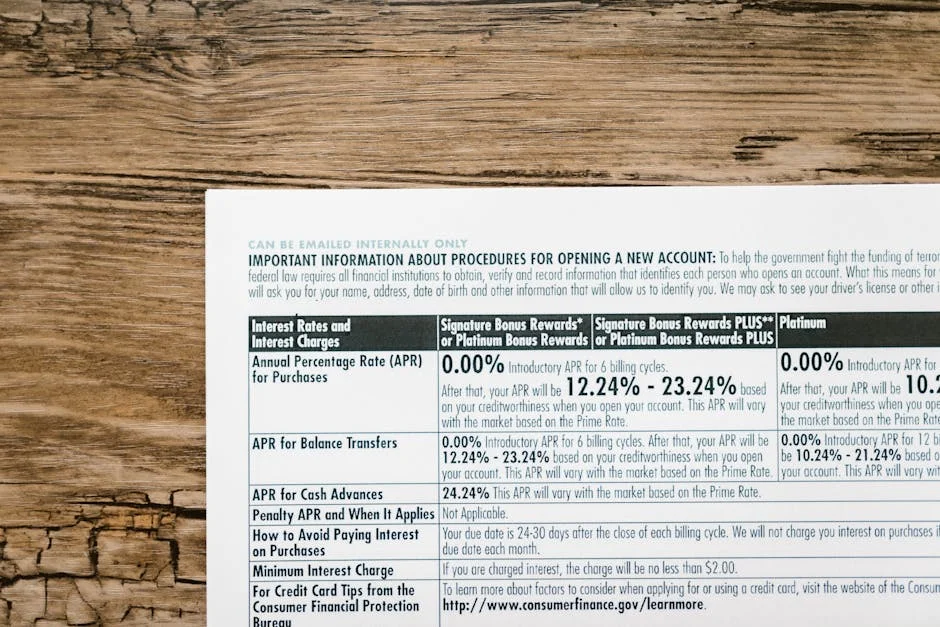 CAN BE EMAILED INTERNALLY ONLY
IMPORTANT INFORMATION ABOUT PROCEDURES FOR OPENING A NEW ACCOUNT: To help the government fight the funding of
federal law requires all financial institutions to obtain, verify and record information that identifies each person who opens an account. What this means for
will ask you for your name, address, date of birth and other information that will allow us to identify you. We may ask to see your driver's license or other
Interest Rates and
Interest Charges
Signature Bonus Rewards*
or Platinum Bonus Rewards
Signature Bonus Rewards PLUS**
or Platinum Bonus Rewards PLUS
Platinum
Annual Percentage Rate (APR)
for Purchases
0.00% Introductory APR for 6 billing cycles.
After that, your APR will be 12.24% - 23.24% based
on your creditworthiness when you open your account. This APR will vary
with the market based on the Prime Rate.
0.00% Introductory APR for
After that, your APR will be 10.2
your creditworthiness when you
the market based on the Prime
APR for Balance Transfers
0.00% Introductory APR for 6 billing cycles. After that, your APR will be
12.24% - 23.24% based on your creditworthiness when you open
your account. This APR will vary with the market based on the Prime Rate.
0.00% Introductory APR for 12
be 10.24% - 21.24% based
your account. This APR will vary
APR for Cash Advances
24.24% This APR will vary with the market based on the Prime Rate.
Penalty APR and When It Applies
Not Applicable.
How to Avoid Paying Interest
on Purchases
Your due date is 24-30 days after the close of each billing cycle. We will not charge you interest on purchases
due date each month.
Minimum Interest Charge
If you are charged interest, the charge will be no less than $2.00.
For Credit Card Tips from the
Consumer Financial Protection
Bureau
To learn more about factors to consider when applying for or using a credit card, visit the website of the
http://www.consumerfinance.gov/learnmore.